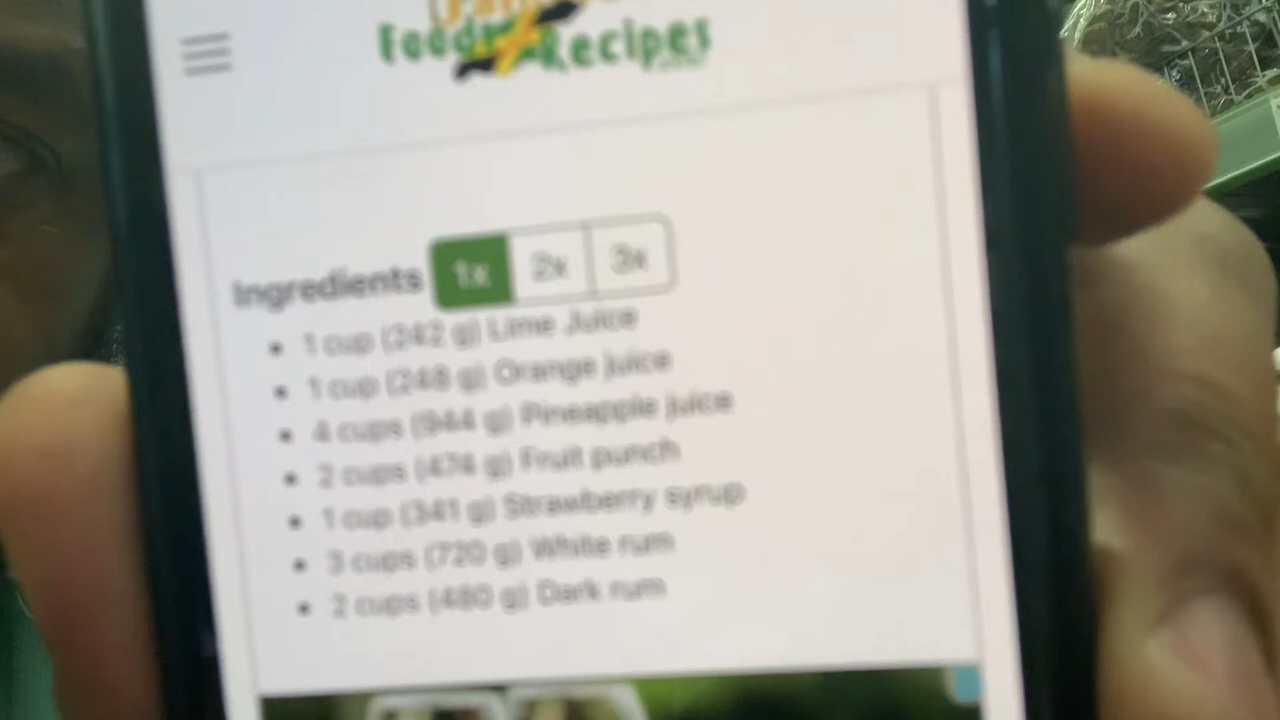 Food Recipes
Ingredients 1x 2x 3x
1 cup (242 g) Lime Juice
1 cup (248 g) Orange juice
4 cups (944 g) Pineapple juice
2 cups (474 g) Fruit punch
1 cup (341 g) Strawberry syrup
3 cups (720 g) White rum
2 cups (480 g) Dark rum